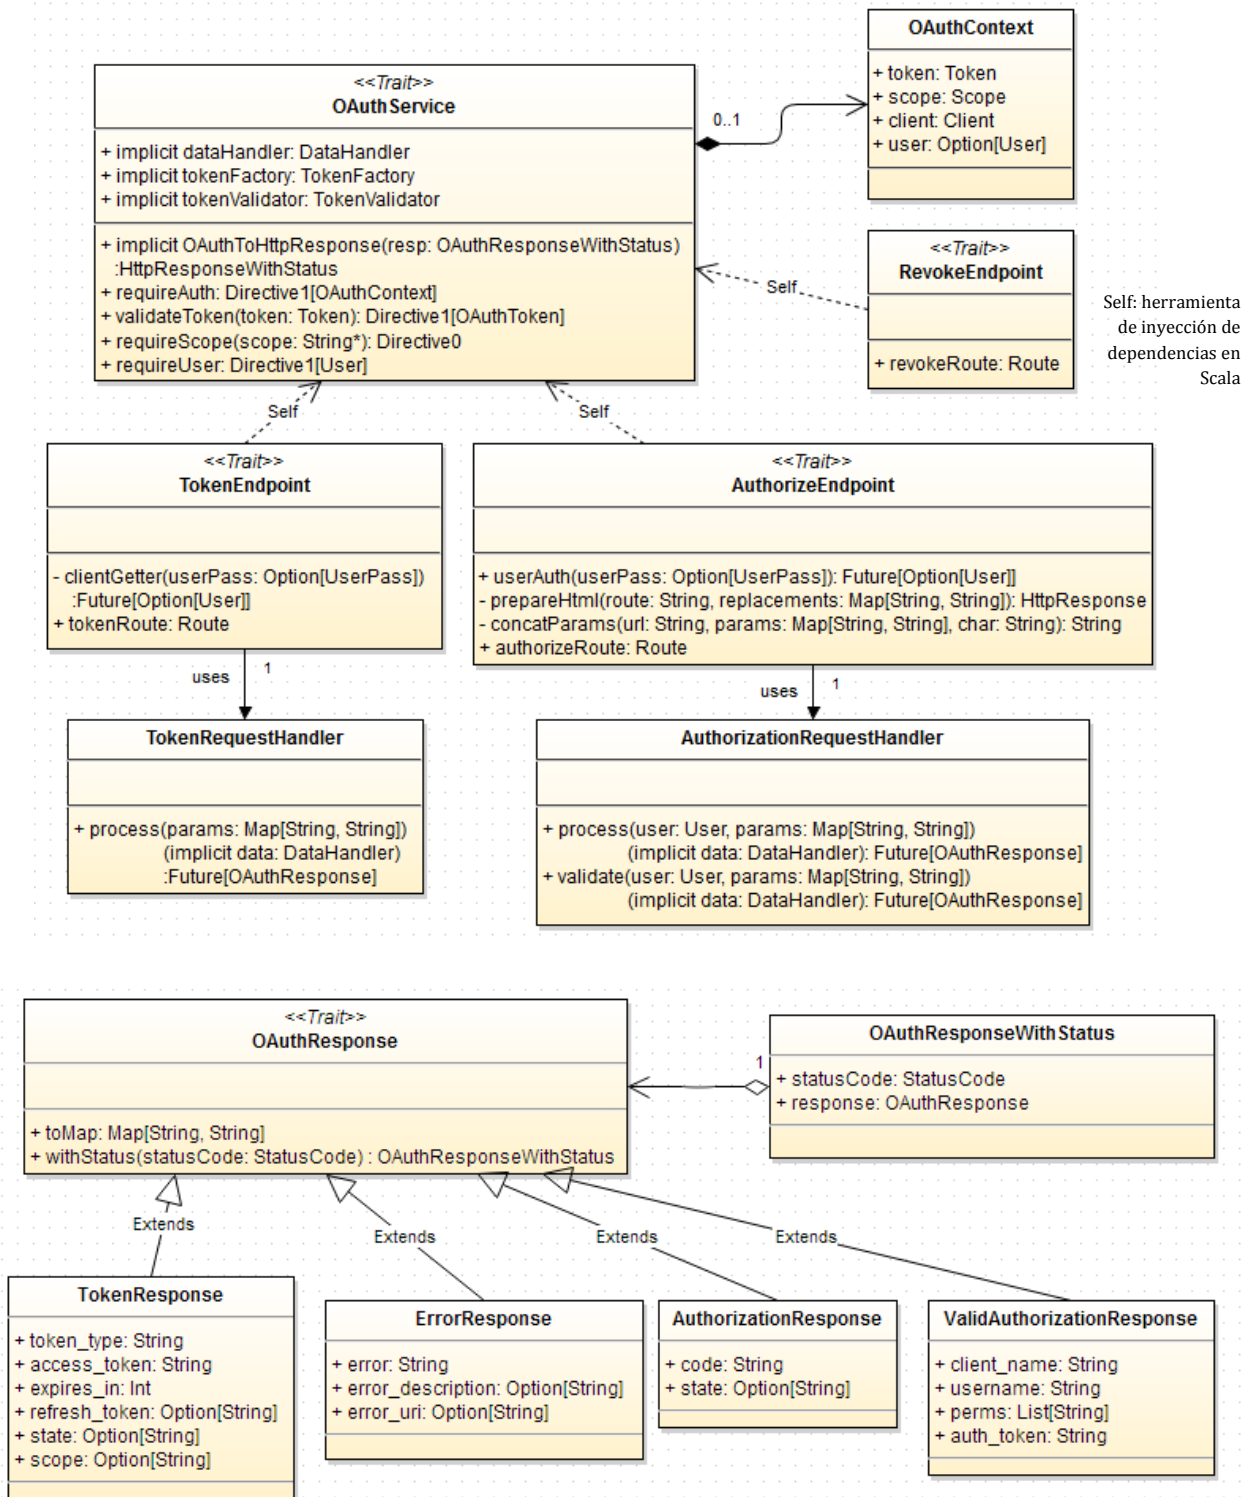 OAuthContext
+ token: Token
+ scope: Scope
+ client: Client
+ user: Option[User]
<<Trait>>
OAuthService
+ implicit dataHandler: DataHandler
+ implicit tokenFactory: TokenFactory
+ implicit tokenValidator: TokenValidator
+ implicit OAuthToHttpResponse(resp: OAuthResponseWithStatus)
:HttpResponseWithStatus
+ requireAuth: Directive1[OAuthContext]
+ validateToken(token: Token): Directive1[OAuthToken]
+ requireScope(scope: String*): Directive0
+ requireUser: Directive1[User]
0..1
<<Trait>>
RevokeEndpoint
+ revokeRoute: Route
Self
Self: herramienta
de inyección de
dependencias en
Scala
Self
Self
<<Trait>>
TokenEndpoint
- clientGetter(userPass: Option[UserPass])
:Future[Option[User]]
+ tokenRoute: Route
<<Trait>>
AuthorizeEndpoint
+ userAuth(userPass: Option[UserPass]): Future[Option[User]]
- prepareHtml(route: String, replacements: Map[String, String]): HttpResponse
- concatParams(url: String, params: Map[String, String], char: String): String
+ authorizeRoute: Route
uses
1
uses
1
TokenRequestHandler
+ process(params: Map[String, String])
(implicit data: DataHandler)
:Future[OAuthResponse]
AuthorizationRequestHandler
+ process(user: User, params: Map[String, String])
(implicit data: DataHandler): Future[OAuthResponse]
+ validate(user: User, params: Map[String, String])
(implicit data: DataHandler): Future[OAuthResponse]
<<Trait>>
OAuthResponse
+ toMap: Map[String, String]
+ withStatus(statusCode: StatusCode) : OAuthResponseWithStatus
1
OAuthResponseWithStatus
+ statusCode: StatusCode
+ response: OAuthResponse
Extends
Extends
Extends
Extends
TokenResponse
+ token_type: String
+ access_token: String
+ expires_in: Int
+ refresh_token: Option[String]
+ state: Option[String]
+ scope: Option[String]
ErrorResponse
+ error: String
+ error_description: Option[String]
+ error_uri: Option[String]
AuthorizationResponse
+ code: String
+ state: Option[String]
ValidAuthorizationResponse
+ client_name: String
+ username: String
+ perms: List[String]
+ auth_token: String